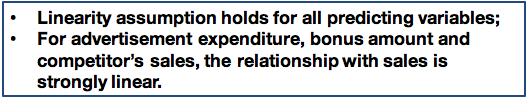 • Linearity assumption holds for all predicting variables;
• For advertisement expenditure, bonus amount and
competitor’s sales, the relationship with sales is
strongly linear.